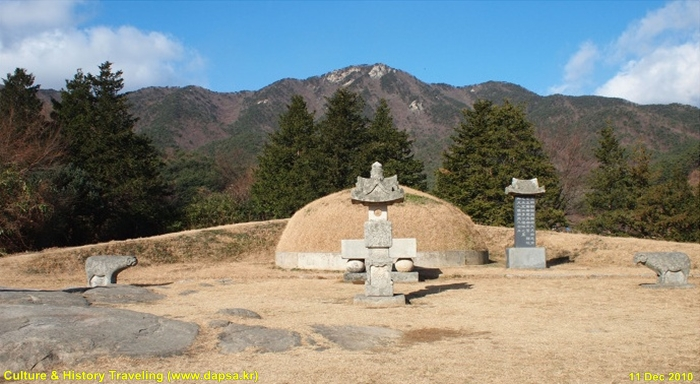 Culture & History Traveling (www.dapsa.kr)
11 Dec 2010